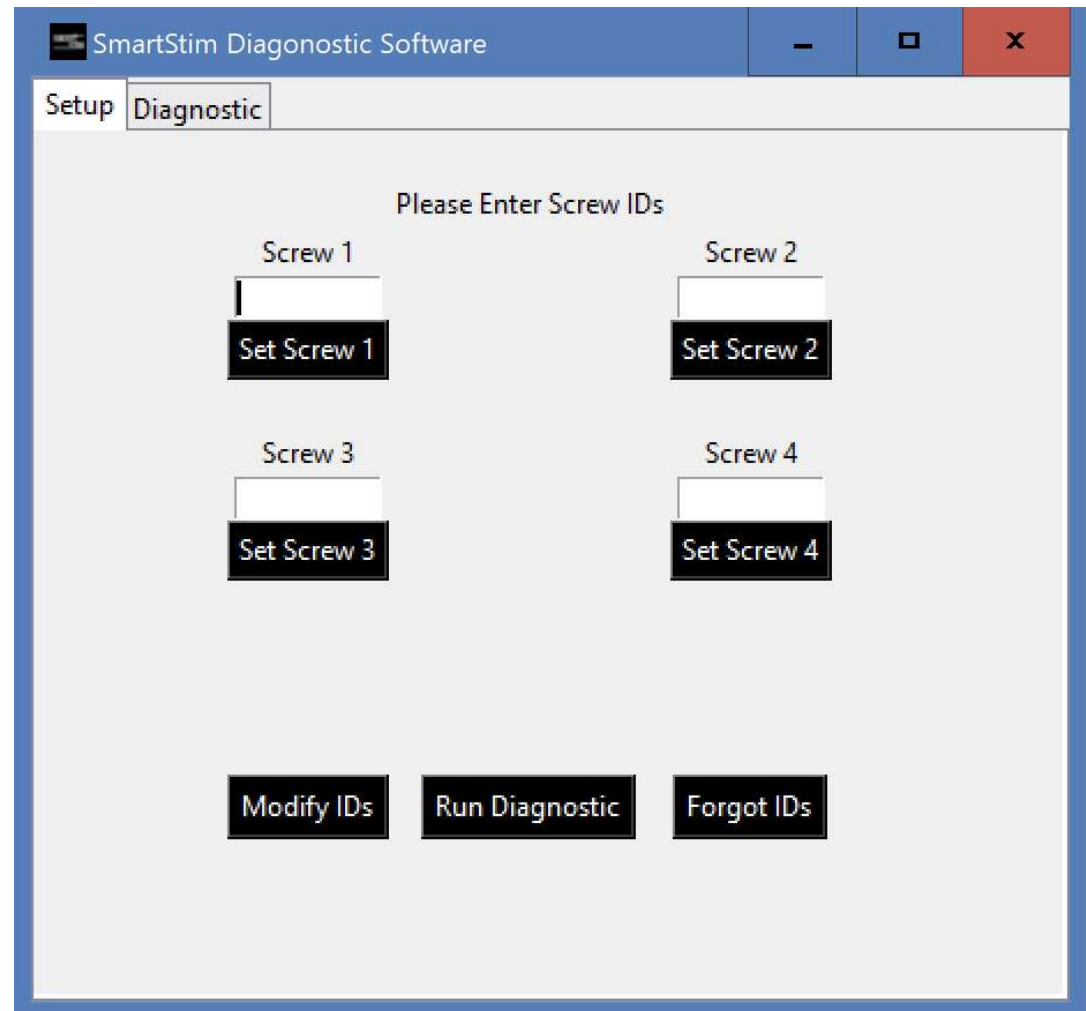 SmartStim Diagonostic Software
Setup Diagnostic
Please Enter Screw IDs
Screw 1 Screw 2
Set Screw 1 Set Screw 2
Screw 3 Screw 4
Set Screw 3 Set Screw 4
Modify IDs Run Diagnostic Forgot IDs